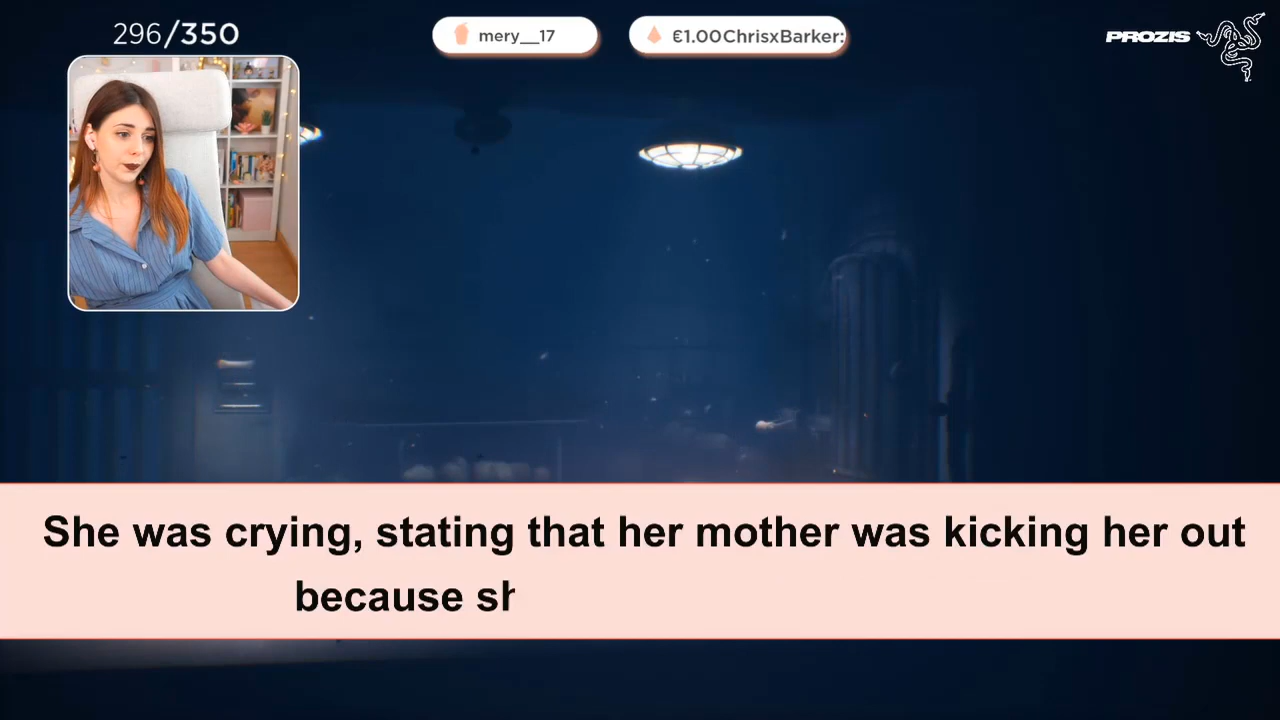 296/350
mery__17
€1.00ChrisxBarker:
PROZIS
She was crying, stating that her mother was kicking her out
because sh